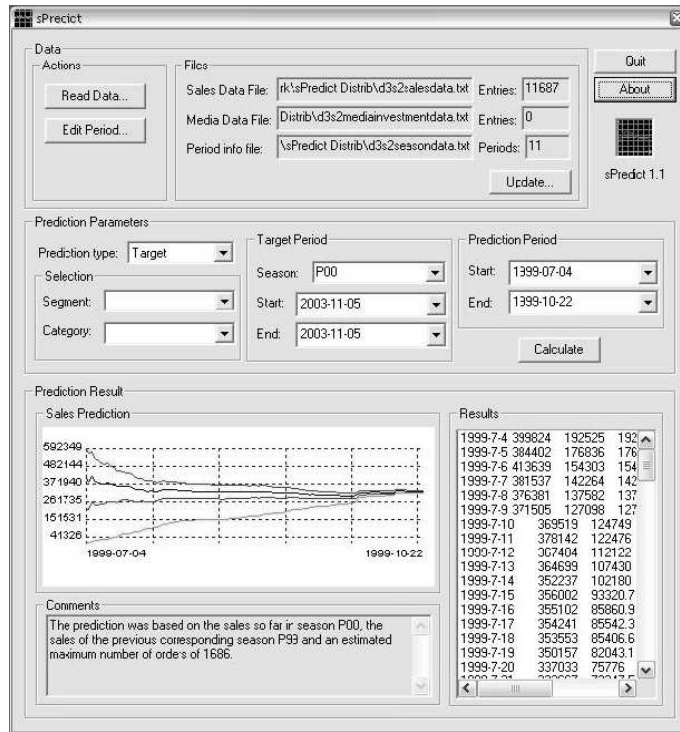 sPrecict
Data
Actions
Read Data...
Edit Period...
Files
Sales Data File: rk\sPredict Distrib\d3s2salesdata.txt Entries: 11687
Media Data File: Distrib\d3s2mediainvestmentdata.txt Entries: 0
Period info file: \sPredict Distrib\d3s2seasondata.txt Periods: 11
Update...
Quit
About
sPredict 1.1
Prediction Parameters
Prediction type: Target
Selection
Segment:
Category:
Target Period
Season: P00
Start: 2003-11-05
End: 2003-11-05
Prediction Period
Start: 1999-07-04
End: 1999-10-22
Calculate
Prediction Result
Sales Prediction
592349
482144
371940
261735
151531
41326
1999-07-04 1999-10-22
Comments
The prediction was based on the sales so far in season P00, the
sales of the previous corresponding season P99 and an estimated
maximum number of orders of 1686.
Results
1999-7-4 399824 192525 192
1999-7-5 384402 176836 176
1999-7-6 413639 154303 154
1999-7-7 381537 142264 142
1999-7-8 376381 137582 137
1999-7-9 371505 127098 127
1999-7-10 369519 124749
1999-7-11 378142 122476
1999-7-12 367404 112122
1999-7-13 364699 107430
1999-7-14 352237 102180
1999-7-15 356002 93320.7
1999-7-16 355102 85860.9
1999-7-17 354241 85542.3
1999-7-18 353553 85406.6
1999-7-19 350157 82043.1
1999-7-20 337033 75776